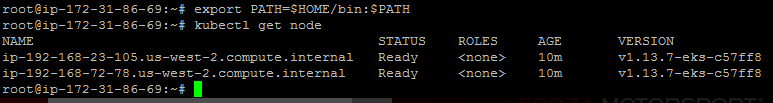 root@ip-172-31-86-69:~# export PATH=$HOME/bin:$PATH
root@ip-172-31-86-69:~# kubectl get node
NAME STATUS ROLES AGE VERSION
ip-192-168-23-105.us-west-2.compute.internal Ready <none> 10m v1.13.7-eks-c57ff8
ip-192-168-72-78.us-west-2.compute.internal Ready <none> 10m v1.13.7-eks-c57ff8
root@ip-172-31-86-69:~#